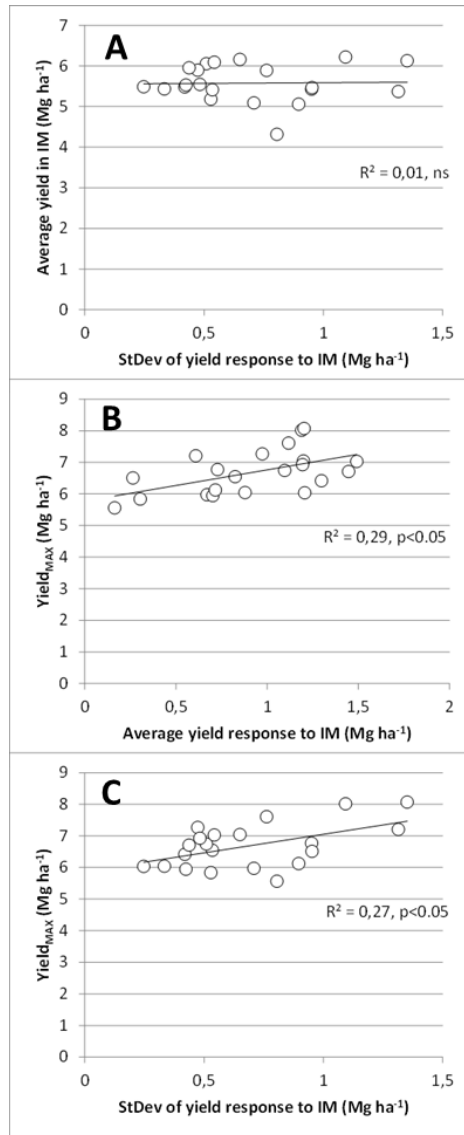 A
7
6
5
4
3
2
1
0
Average yield in IM (Mg ha⁻¹)
R² = 0,01, ns
0 0,5 1 1,5
StDev of yield response to IM (Mg ha⁻¹)
B
9
8
7
6
5
4
3
2
1
0
Yield_MAX (Mg ha⁻¹)
R² = 0,29, p<0.05
0 0,5 1 1,5 2
Average yield response to IM (Mg ha⁻¹)
C
9
8
7
6
5
4
3
2
1
0
Yield_MAX (Mg ha⁻¹)
R² = 0,27, p<0.05
0 0,5 1 1,5
StDev of yield response to IM (Mg ha⁻¹)